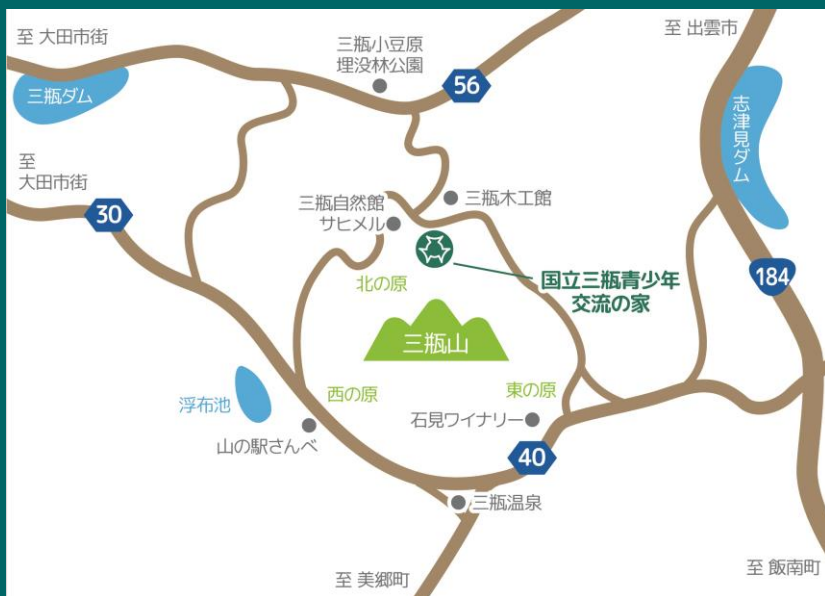 至 大田市街
三瓶小豆原
埋没林公園
至 出雲市
三瓶ダム
56
志津見ダム
至
大田市街
30
三瓶自然館
サヒメル
三瓶木工館
国立三瓶青少年
交流の家
184
北の原
三瓶山
浮布池
西の原
東の原
石見ワイナリー
山の駅さんべ
40
三瓶温泉
至 美郷町
至 飯南町